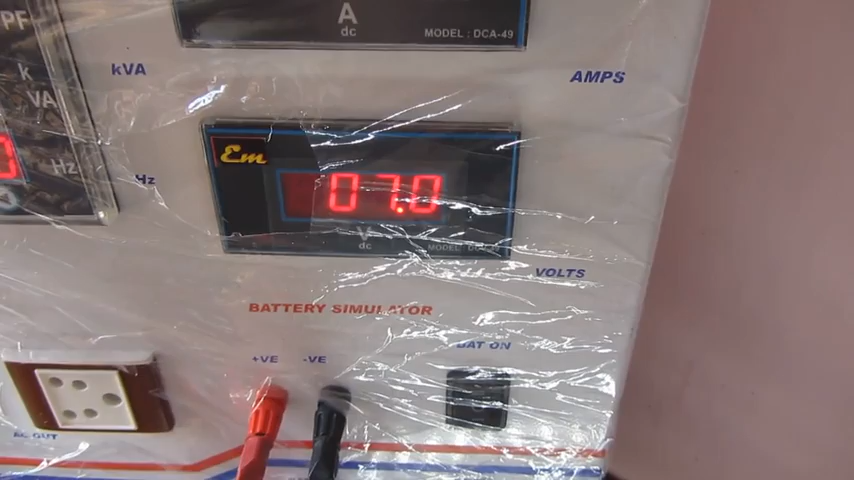 PF
A
dc
MODEL : DCA-49
kVA
AMPS
k
VA
Em
07.0
Hz
Hz
V
dc
VOLTS
BATTERY SIMULATOR
+VE -VE
BAT ON
AC OUT